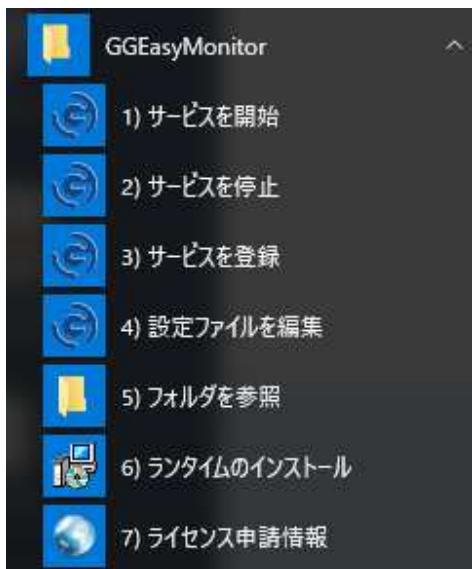 GGEasyMonitor
1) サービスを開始
2) サービスを停止
3) サービスを登録
4) 設定ファイルを編集
5) フォルダを参照
6) ランタイムのインストール
7) ライセンス申請情報